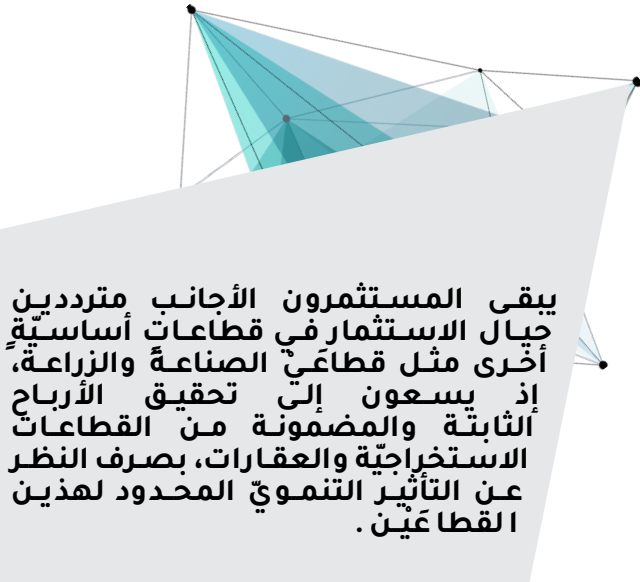 يبقى المستثمرون الأجانب مترددين
حيال الاستثمار في قطاعاتٍ أساسيّةٍ
أخرى مثل قطاعَيْ الصناعةً والزراعة،
إذ يسعون إلى تحقيق الأرباح
الثابتة والمضمونة من القطاعات
الاستخراجيّة والعقارات، بصرف النظر
عن التأثير التنمويّ المحدود لهذين
القطاعَيْن.